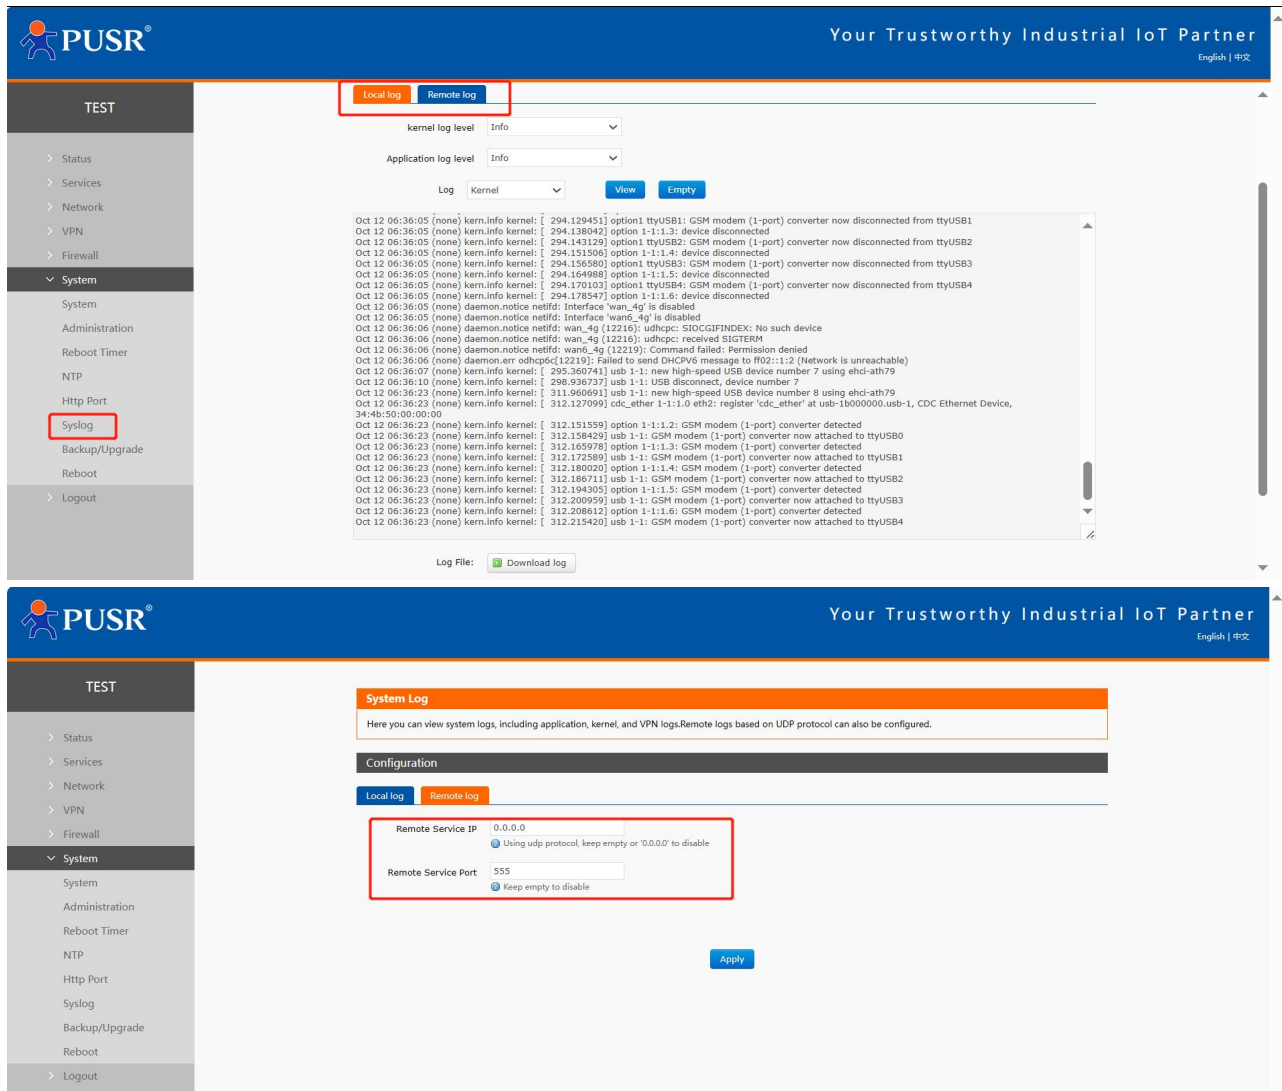 PUSR®
Your Trustworthy Industrial IoT Partner
English | 中文
TEST
Status
Services
Network
VPN
Firewall
System
System
Administration
Reboot Timer
NTP
Http Port
Syslog
Backup/Upgrade
Reboot
Logout
Local log Remote log
kernel log level Info
Application log level Info
Log Kernel View Empty
Oct 12 06:36:05 (none) kern.info kernel: [ 294.129451] option1 ttyUSB1: GSM modem (1-port) converter now disconnected from ttyUSB1
Oct 12 06:36:05 (none) kern.info kernel: [ 294.138042] option 1-1:1.3: device disconnected
Oct 12 06:36:05 (none) kern.info kernel: [ 294.143129] option1 ttyUSB2: GSM modem (1-port) converter now disconnected from ttyUSB2
Oct 12 06:36:05 (none) kern.info kernel: [ 294.151506] option 1-1:1.4: device disconnected
Oct 12 06:36:05 (none) kern.info kernel: [ 294.156580] option1 ttyUSB3: GSM modem (1-port) converter now disconnected from ttyUSB3
Oct 12 06:36:05 (none) kern.info kernel: [ 294.164988] option 1-1:1.5: device disconnected
Oct 12 06:36:05 (none) kern.info kernel: [ 294.170103] option1 ttyUSB4: GSM modem (1-port) converter now disconnected from ttyUSB4
Oct 12 06:36:05 (none) kern.info kernel: [ 294.178547] option 1-1:1.6: device disconnected
Oct 12 06:36:05 (none) daemon.notice netifd: Interface 'wan_4g' is disabled
Oct 12 06:36:05 (none) daemon.notice netifd: Interface 'wan6_4g' is disabled
Oct 12 06:36:06 (none) daemon.notice netifd: wan_4g (12216): udhcpc: SIOCGIFINDEX: No such device
Oct 12 06:36:06 (none) daemon.notice netifd: wan_4g (12216): udhcpc: received SIGTERM
Oct 12 06:36:06 (none) daemon.notice netifd: wan6_4g (12219): Command failed: Permission denied
Oct 12 06:36:06 (none) daemon.err odhcp6c[12219]: Failed to send DHCPV6 message to ff02::1:2 (Network is unreachable)
Oct 12 06:36:07 (none) kern.info kernel: [ 295.360741] usb 1-1: new high-speed USB device number 7 using ehci-ath79
Oct 12 06:36:10 (none) kern.info kernel: [ 298.936737] usb 1-1: USB disconnect, device number 7
Oct 12 06:36:23 (none) kern.info kernel: [ 311.960691] usb 1-1: new high-speed USB device number 8 using ehci-ath79
Oct 12 06:36:23 (none) kern.info kernel: [ 312.127099] cdc_ether 1-1:1.0 eth2: register 'cdc_ether' at usb-1b000000.usb-1, CDC Ethernet Device,
34:4b:50:00:00:00
Oct 12 06:36:23 (none) kern.info kernel: [ 312.151559] option 1-1:1.2: GSM modem (1-port) converter detected
Oct 12 06:36:23 (none) kern.info kernel: [ 312.158429] usb 1-1: GSM modem (1-port) converter now attached to ttyUSB0
Oct 12 06:36:23 (none) kern.info kernel: [ 312.165978] option 1-1:1.3: GSM modem (1-port) converter detected
Oct 12 06:36:23 (none) kern.info kernel: [ 312.172589] usb 1-1: GSM modem (1-port) converter now attached to ttyUSB1
Oct 12 06:36:23 (none) kern.info kernel: [ 312.180020] option 1-1:1.4: GSM modem (1-port) converter detected
Oct 12 06:36:23 (none) kern.info kernel: [ 312.186711] usb 1-1: GSM modem (1-port) converter now attached to ttyUSB2
Oct 12 06:36:23 (none) kern.info kernel: [ 312.194305] option 1-1:1.5: GSM modem (1-port) converter detected
Oct 12 06:36:23 (none) kern.info kernel: [ 312.200959] usb 1-1: GSM modem (1-port) converter now attached to ttyUSB3
Oct 12 06:36:23 (none) kern.info kernel: [ 312.208612] option 1-1:1.6: GSM modem (1-port) converter detected
Oct 12 06:36:23 (none) kern.info kernel: [ 312.215420] usb 1-1: GSM modem (1-port) converter now attached to ttyUSB4
Log File: Download log
PUSR®
Your Trustworthy Industrial IoT Partner
English | 中文
TEST
Status
Services
Network
VPN
Firewall
System
System
Administration
Reboot Timer
NTP
Http Port
Syslog
Backup/Upgrade
Reboot
Logout
System Log
Here you can view system logs, including application, kernel, and VPN logs.Remote logs based on UDP protocol can also be configured.
Configuration
Local log Remote log
Remote Service IP 0.0.0.0
Using udp protocol, keep empty or '0.0.0.0' to disable
Remote Service Port 555
Keep empty to disable
Apply